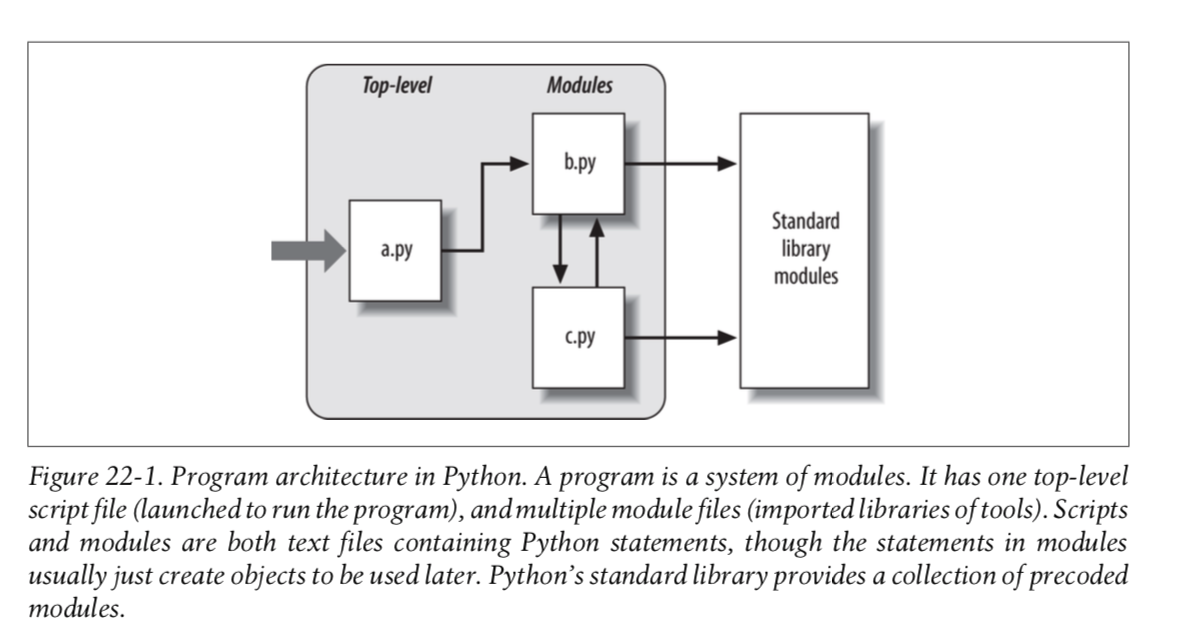 Top-level
Modules
b.py
a.py
c.py
Standard
library
modules
Figure 22-1. Program architecture in Python. A program is a system of modules. It has one top-level
script file (launched to run the program), and multiple module files (imported libraries of tools). Scripts
and modules are both text files containing Python statements, though the statements in modules
usually just create objects to be used later. Python’s standard library provides a collection of precoded
modules.